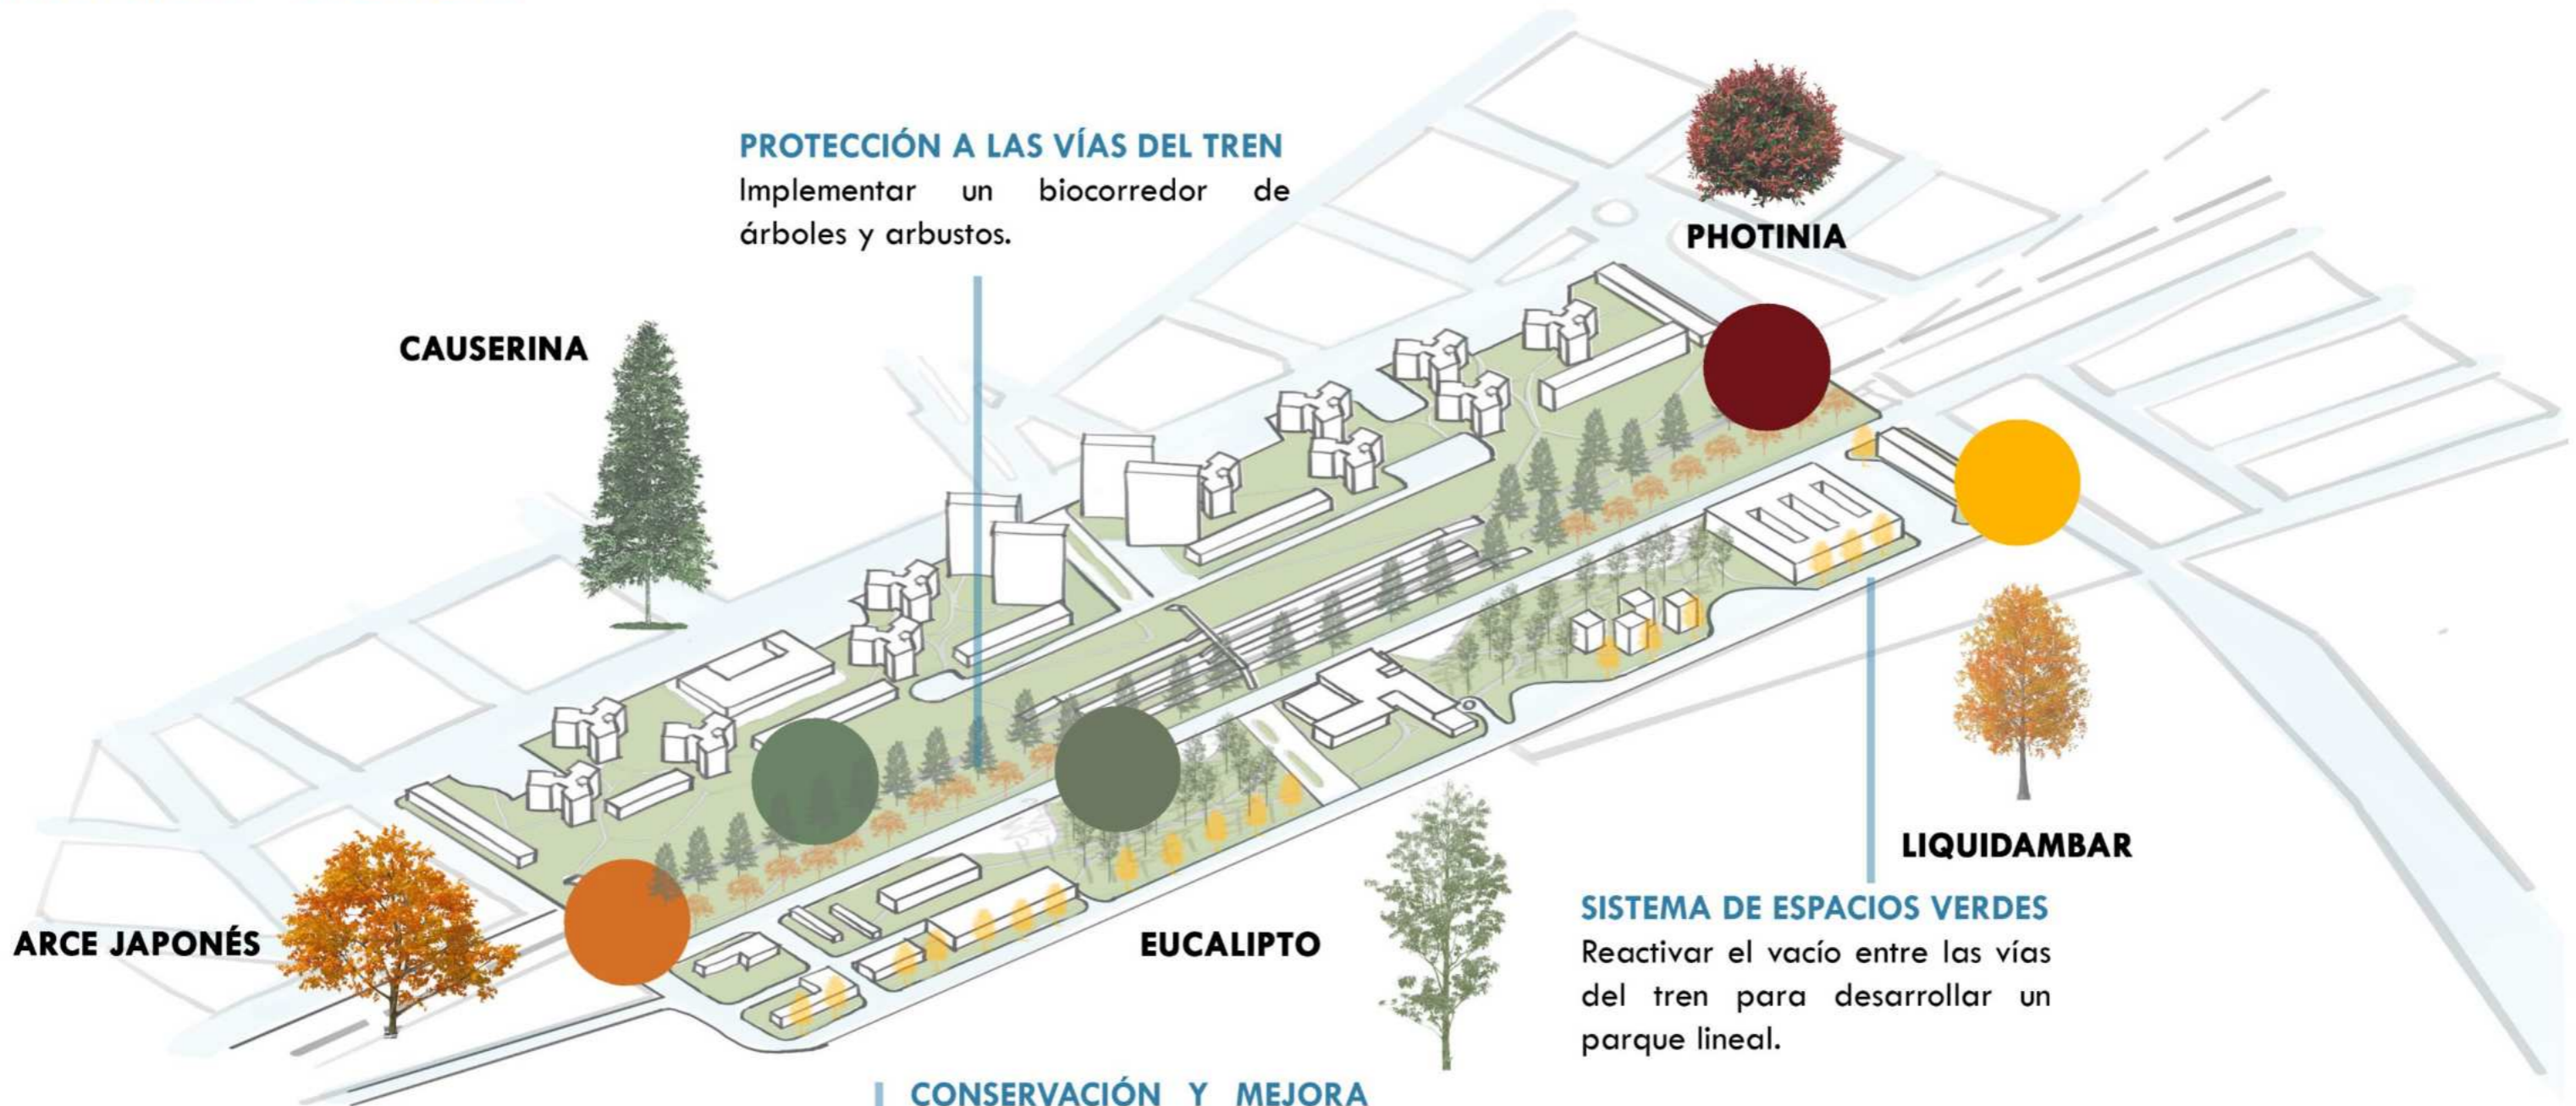 PROTECCIÓN A LAS VÍAS DEL TREN
Implementar un biocorredor de
árboles y arbustos.
PHOTINIA
CAUSERINA
LIQUIDAMBAR
ARCE JAPONÉS
EUCALIPTO
SISTEMA DE ESPACIOS VERDES
Reactivar el vacío entre las vías
del tren para desarrollar un
parque lineal.
CONSERVACIÓN Y MEJORA